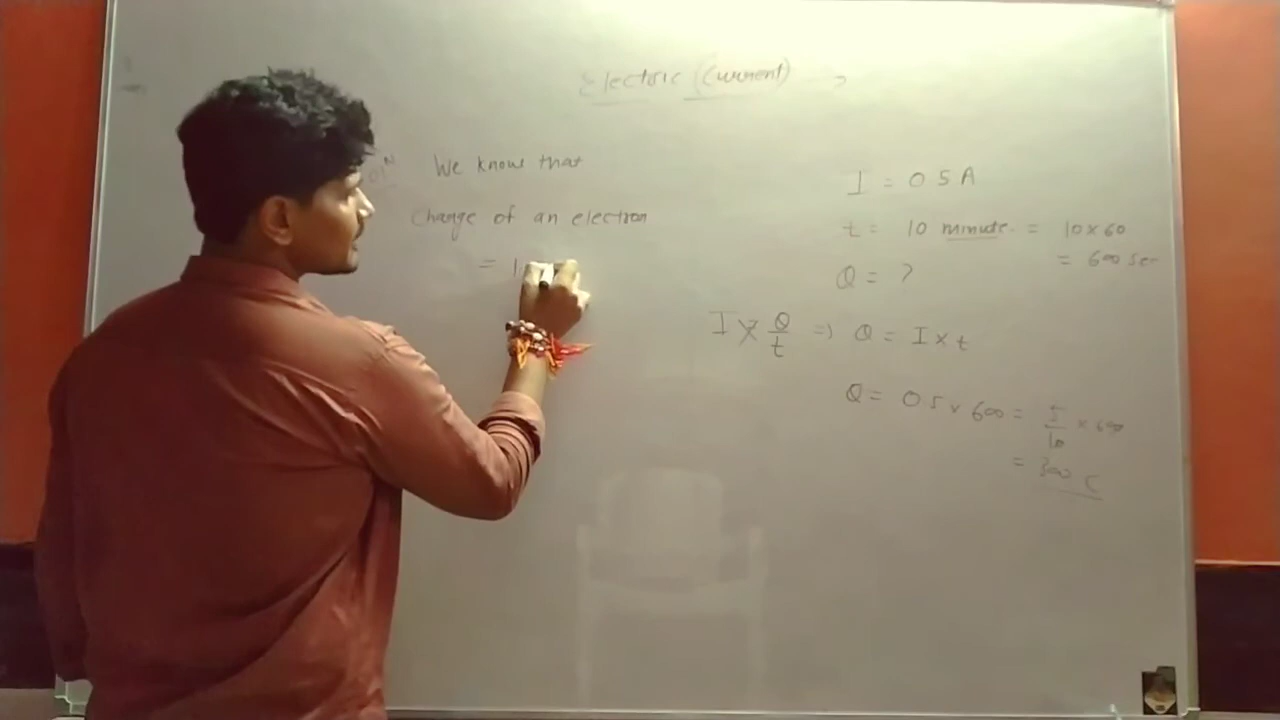 Electric (Current) →
Solᴺ We know that
Charge of an electron
= 1.
I = 0.5 A
t = 10 minute = 10 × 60
= 600 Sec
Q = ?
I × Q/t ⇒ Q = I × t
Q = 0.5 × 600 = 5/10 × 600
= 300 C